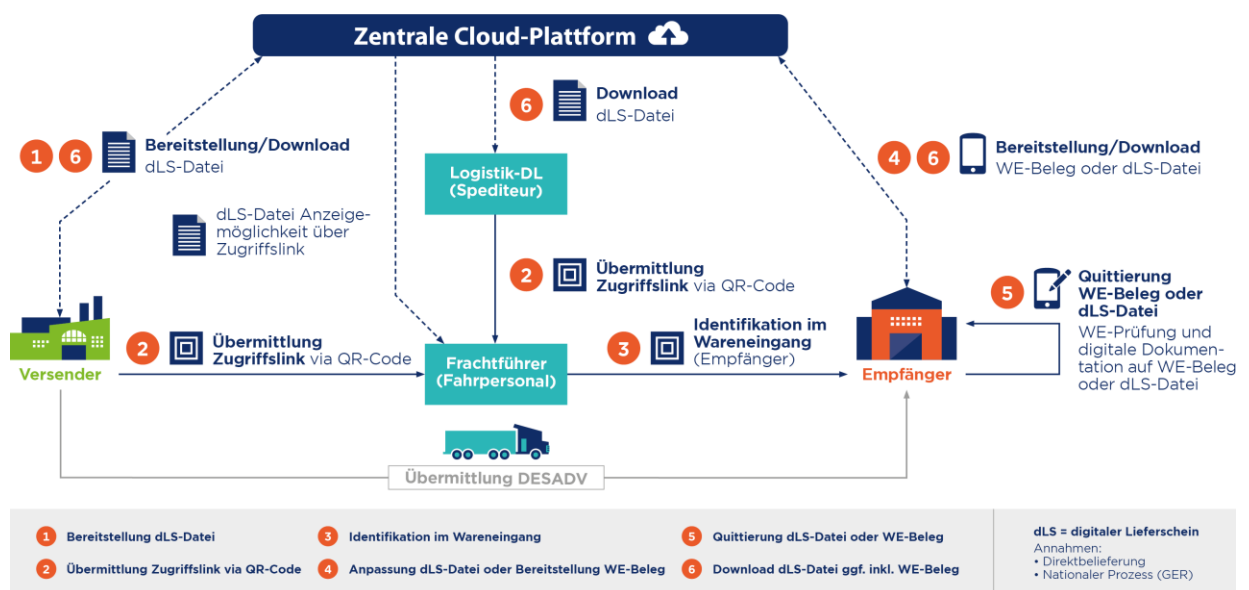 Zentrale Cloud-Plattform
1 6
Bereitstellung/Download
dLS-Datei
6
Download
dLS-Datei
4 6
Bereitstellung/Download
WE-Beleg oder dLS-Datei
Logistik-DL
(Spediteur)
dLS-Datei Anzeige-
möglichkeit über
Zugriffslink
2
Übermittlung
Zugriffslink via QR-Code
5
Quittierung
WE-Beleg oder
dLS-Datei
WE-Prüfung und
digitale Dokumen-
tation auf WE-Beleg
oder dLS-Datei
Versender
2
Übermittlung
Zugriffslink via QR-Code
Frachtführer
(Fahrpersonal)
3
Identifikation im
Wareneingang
(Empfänger)
Empfänger
Übermittlung DESADV
1 Bereitstellung dLS-Datei
2 Übermittlung Zugriffslink via QR-Code
3 Identifikation im Wareneingang
4 Anpassung dLS-Datei oder Bereitstellung WE-Beleg
5 Quittierung dLS-Datei oder WE-Beleg
6 Download dLS-Datei ggf. inkl. WE-Beleg
dLS = digitaler Lieferschein
Annahmen:
• Direktbelieferung
• Nationaler Prozess (GER)